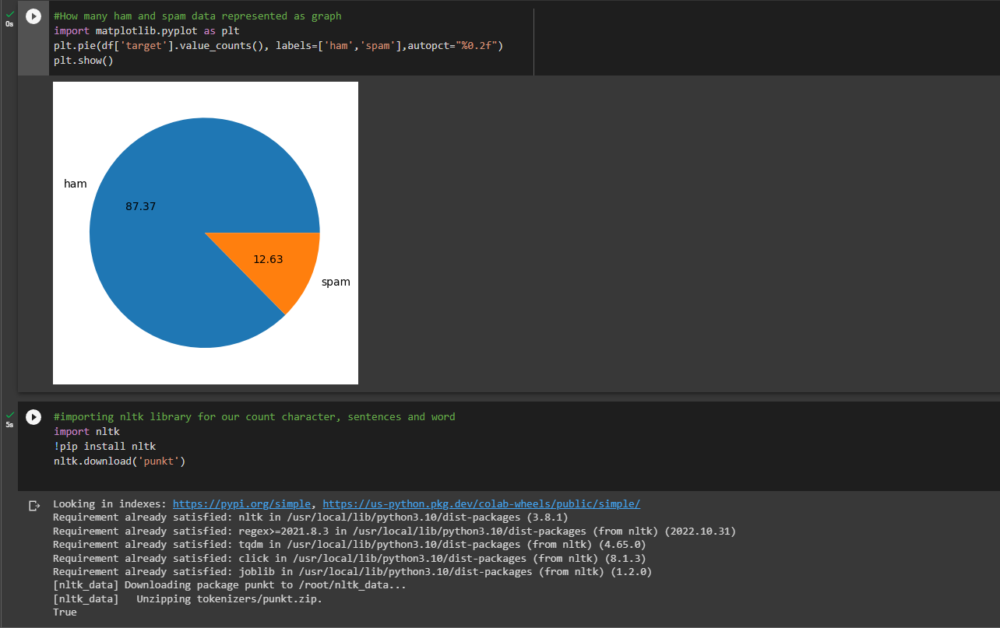 0s
#How many ham and spam data represented as graph
import matplotlib.pyplot as plt
plt.pie(df['target'].value_counts(), labels=['ham','spam'],autopct="%0.2f")
plt.show()
ham
87.37
12.63
spam
5s
#importing nltk library for our count character, sentences and word
import nltk
!pip install nltk
nltk.download('punkt')
Looking in indexes: https://pypi.org/simple, https://us-python.pkg.dev/colab-wheels/public/simple/
Requirement already satisfied: nltk in /usr/local/lib/python3.10/dist-packages (3.8.1)
Requirement already satisfied: regex>=2021.8.3 in /usr/local/lib/python3.10/dist-packages (from nltk) (2022.10.31)
Requirement already satisfied: tqdm in /usr/local/lib/python3.10/dist-packages (from nltk) (4.65.0)
Requirement already satisfied: click in /usr/local/lib/python3.10/dist-packages (from nltk) (8.1.3)
Requirement already satisfied: joblib in /usr/local/lib/python3.10/dist-packages (from nltk) (1.2.0)
[nltk_data] Downloading package punkt to /root/nltk_data...
[nltk_data]   Unzipping tokenizers/punkt.zip.
True